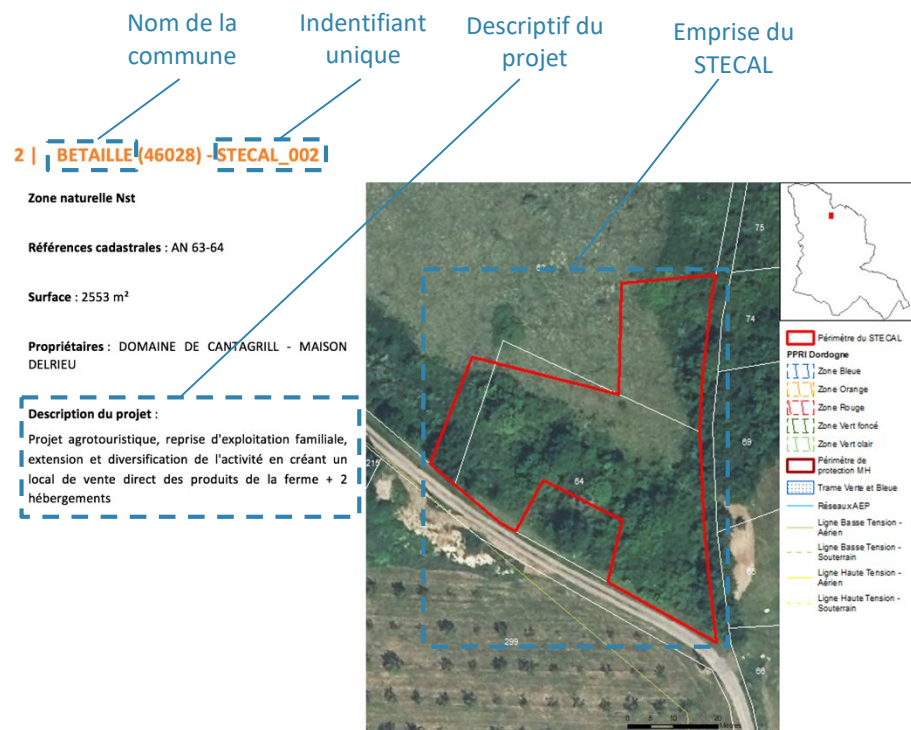 Nom de la
commune
Indentifiant
unique
Descriptif du
projet
Emprise du
STECAL
2 | BETAILLE (46028) - STECAL_002
Zone naturelle Nst
Références cadastrales : AN 63-64
Surface : 2553 m²
Propriétaires : DOMAINE DE CANTAGRILL - MAISON
DELRIEU
Description du projet :
Projet agrotouristique, reprise d'exploitation familiale,
extension et diversification de l'activité en créant un
local de vente direct des produits de la ferme + 2
hébergements
75
74
69
64
299
66
Périmètre du STECAL
PPRI Dordogne
Zone Bleue
Zone Orange
Zone Rouge
Zone Vert foncé
Zone Vert clair
Périmètre de
protection MH
Trame Verte et Bleue
Réseaux AEP
Ligne Basse Tension -
Aérien
Ligne Basse Tension -
Souterrain
Ligne Haute Tension -
Aérien
Ligne Haute Tension -
Souterrain